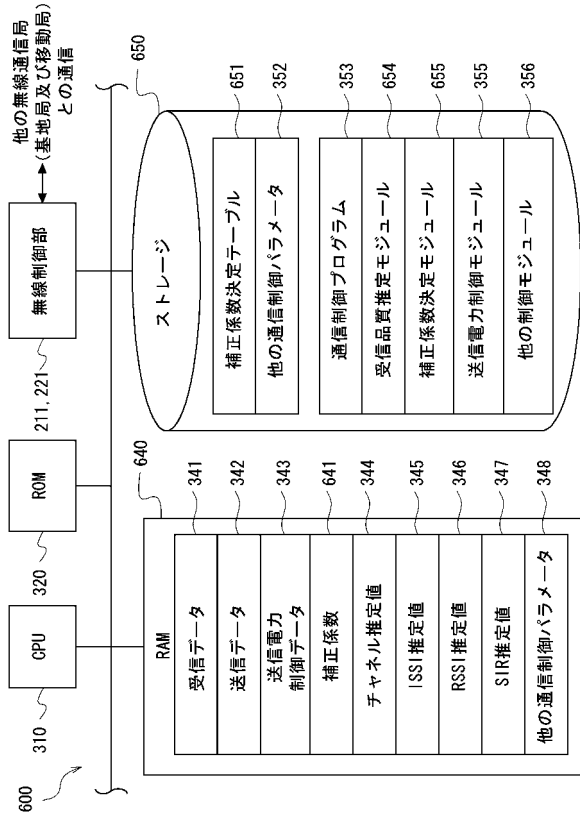 600
310
CPU
320
ROM
211, 221
無線制御部
他の無線通信局
(基地局及び移動局)
との通信
640
RAM
受信データ
341
送信データ
342
送信電力
制御データ
343
補正係数
641
チャネル推定値
344
ISSI推定値
345
RSSI推定値
346
SIR推定値
347
他の通信制御パラメータ
348
650
ストレージ
補正係数決定テーブル
651
他の通信制御パラメータ
352
通信制御プログラム
353
受信品質推定モジュール
654
補正係数決定モジュール
655
送信電力制御モジュール
355
他の制御モジュール
356